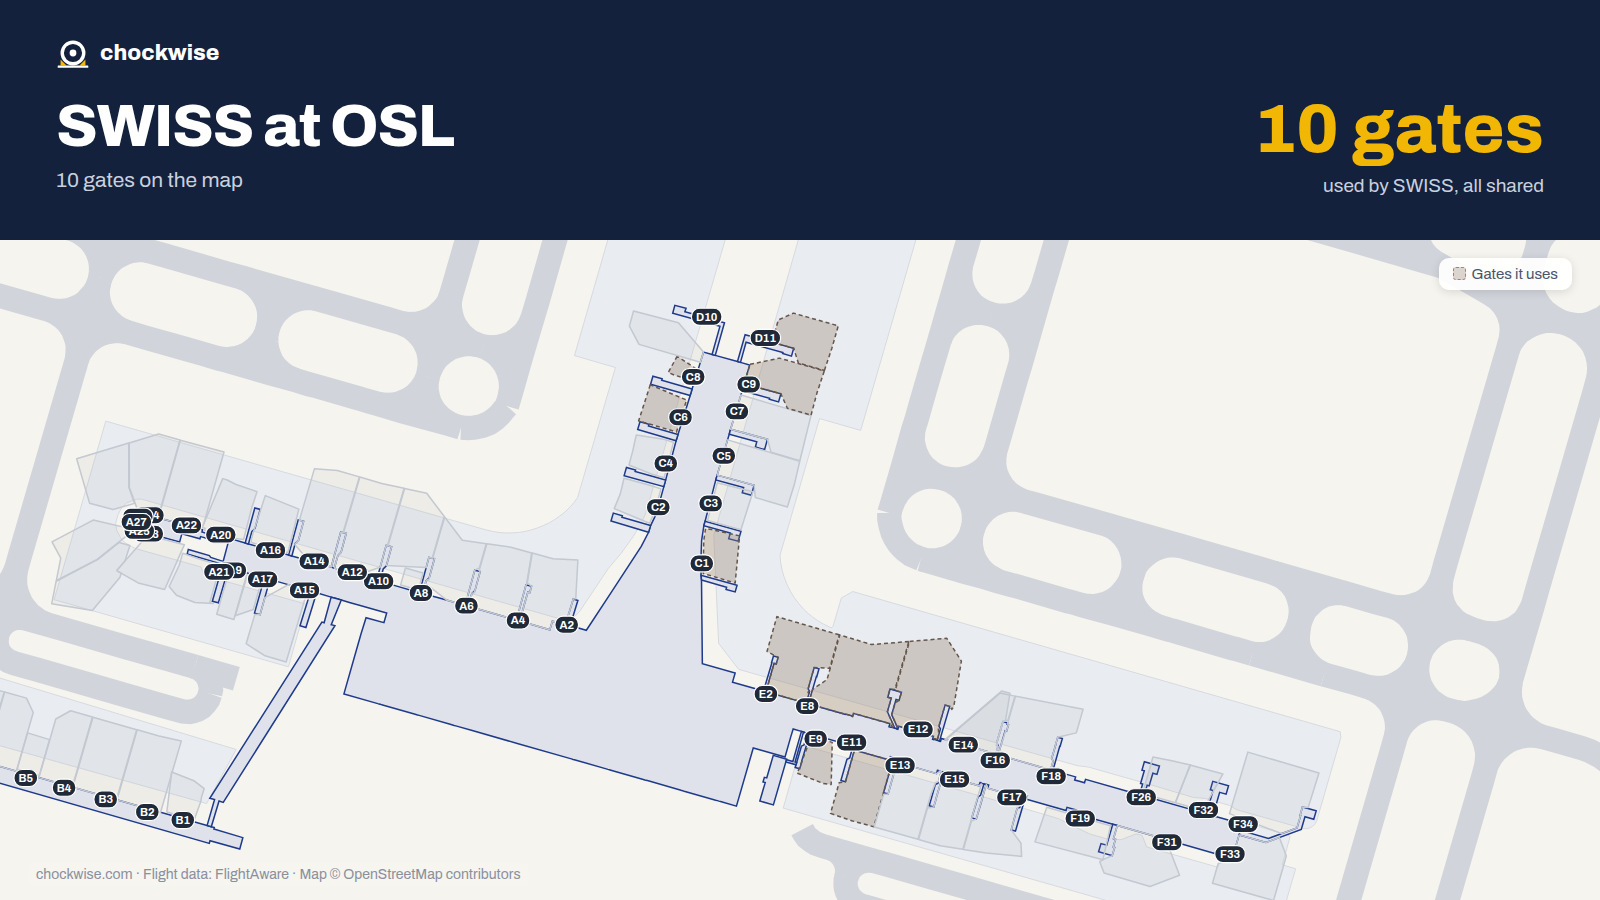 chockwise
SWISS at OSL
10 gates on the map
10 gates
used by SWISS, all shared
Gates it uses
D10
D11
C8
C9
C6
C7
C4
C5
C2
C3
C1
A27
A22
A20
A16
A14
A12
A10
A21
A17
A15
A8
A6
A4
A2
E2
E8
E9
E11
E12
E13
E14
E15
F16
F17
F18
F19
F26
F32
F34
F31
F33
B5
B4
B3
B2
B1
chockwise.com · Flight data: FlightAware · Map © OpenStreetMap contributors